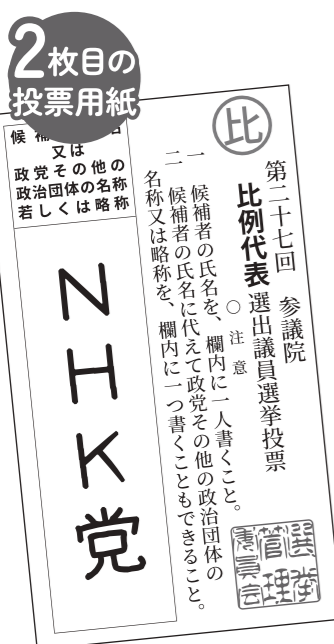 2枚目の
投票用紙
比
第二十七回 参議院
比例代表選出議員選挙投票
○ 注意
一 候補者の氏名を、欄内に一人書くこと。
二 候補者の氏名に代えて政党その他の政治団体の
名称又は略称を、欄内に一つ書くこともできること。
又は
政党その他の
政治団体の名称
若しくは略称
NHK党
選挙
管理
委員会